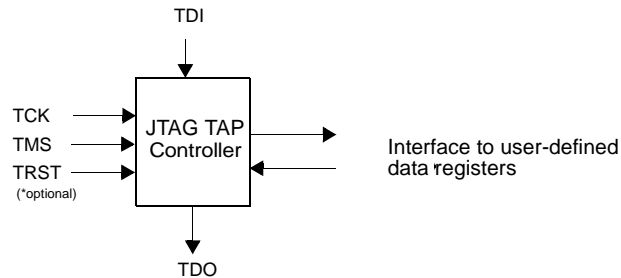 TDI
TCK
TMS
TRST
(*optional)
JTAG TAP
Controller
Interface to user-defined
data registers
TDO